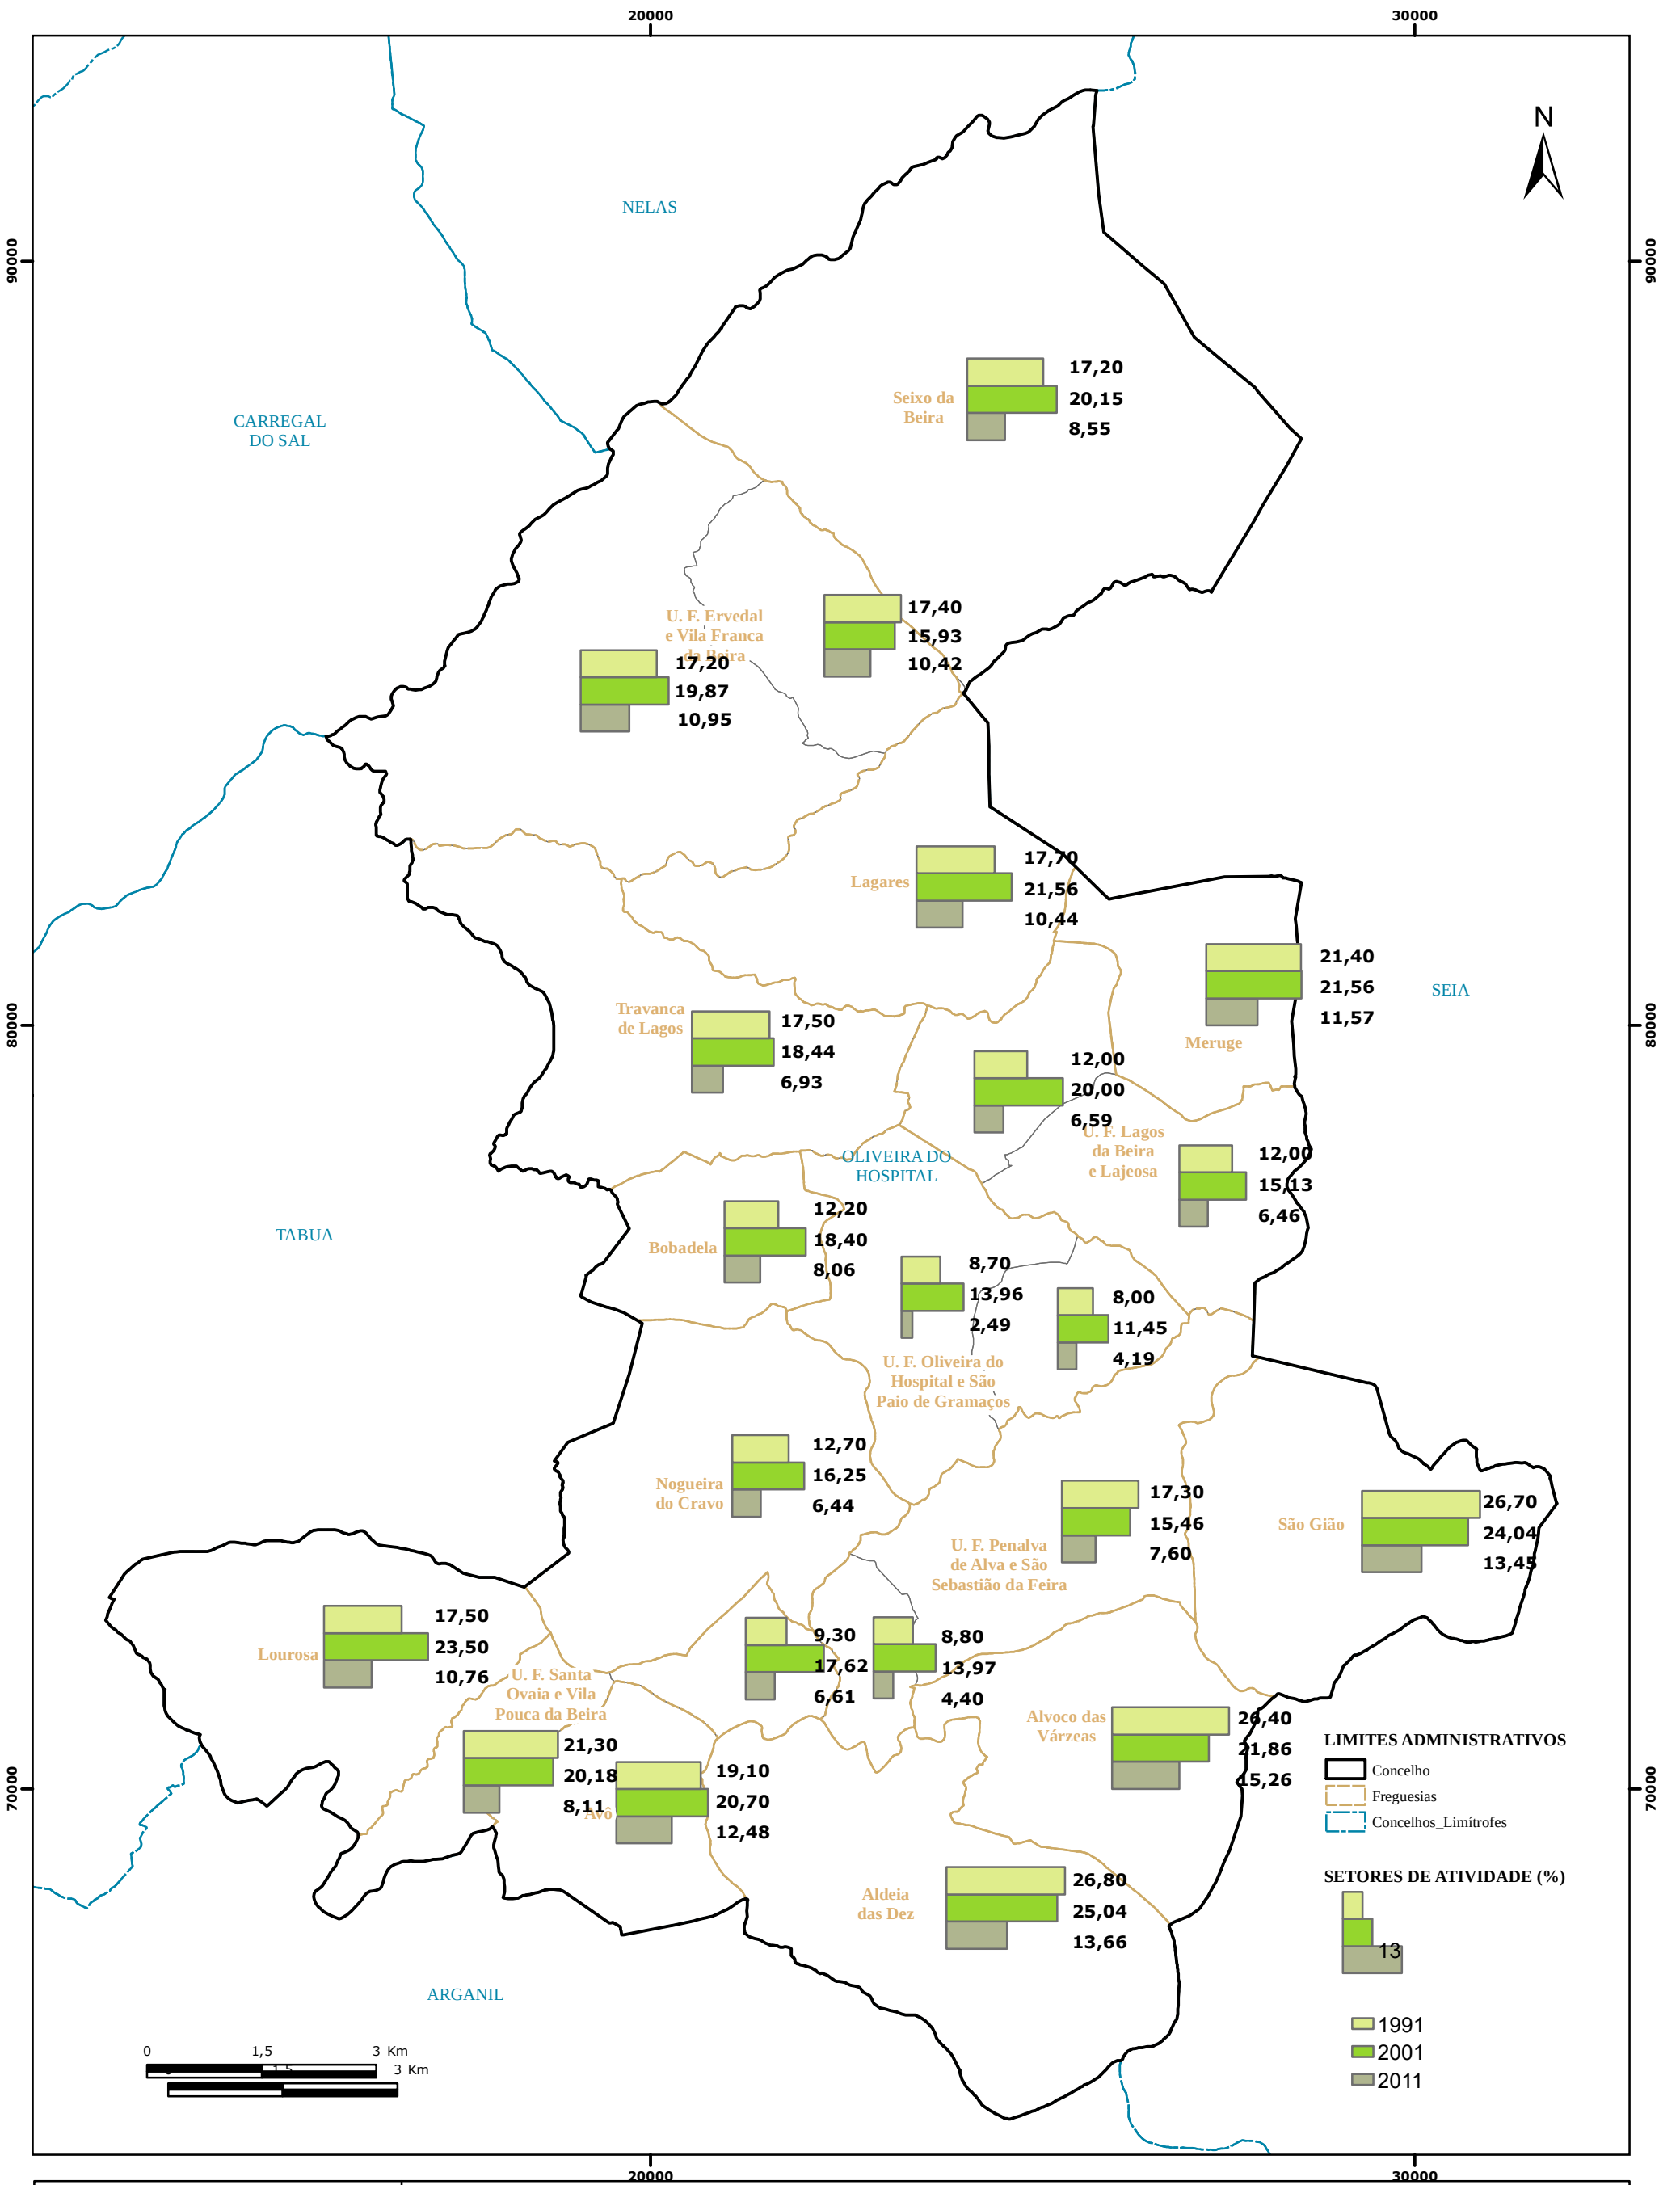 20000
30000
N
NELAS
90000
90000
17,20
20,15
8,55
Seixo da
Beira
CARREGAL
DO SAL
17,40
15,93
10,42
U. F. Ervedal
e Vila Franca
da Beira
17,20
19,87
10,95
17,70
21,56
10,44
Lagares
21,40
21,56
11,57
SEIA
Meruge
Travanca
de Lagos
17,50
18,44
6,93
80000
80000
12,00
20,00
6,59
U. F. Lagos
da Beira
e Lajeosa
12,00
15,13
6,46
OLIVEIRA DO
HOSPITAL
TABUA
Bobadela
12,20
18,40
8,06
8,70
13,96
2,49
8,00
11,45
4,19
U. F. Oliveira do
Hospital e São
Paio de Gramaços
Nogueira
do Cravo
12,70
16,25
6,44
17,30
15,46
7,60
U. F. Penalva
de Alva e São
Sebastião da Feira
São Gião
26,70
24,04
13,45
Lourosa
17,50
23,50
10,76
9,30
17,62
6,61
8,80
13,97
4,40
U. F. Santa
Ovaia e Vila
Pouca da Beira
21,30
20,18
8,11
Avô
19,10
20,70
12,48
Alvoco das
Várzeas
26,40
21,86
15,26
70000
70000
Aldeia
das Dez
26,80
25,04
13,66
ARGANIL
LIMITES ADMINISTRATIVOS
Concelho
Freguesias
Concelhos_Limítrofes
SETORES DE ATIVIDADE (%)
13
1991
2001
2011
0 1,5 3 Km
0 1,5 3 Km
20000
30000